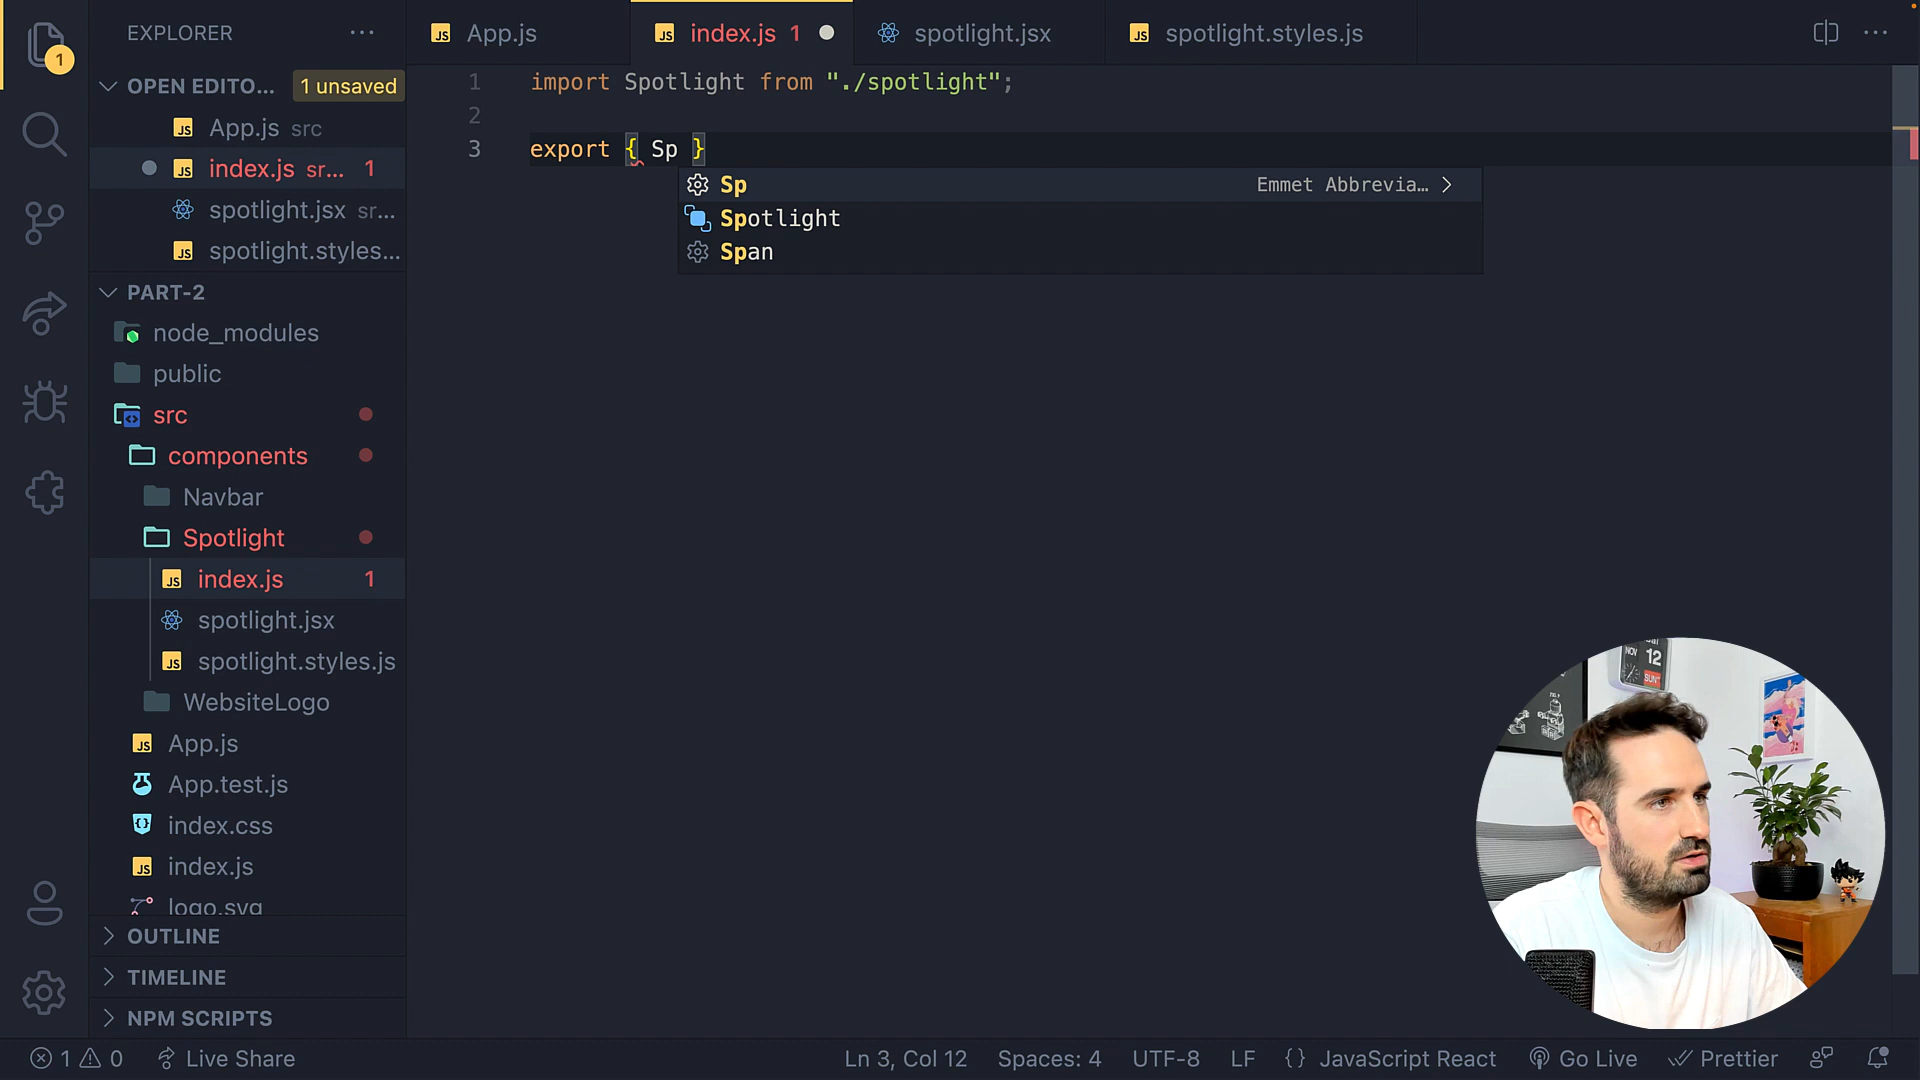 EXPLORER
App.js
index.js 1
spotlight.jsx
spotlight.styles.js
1
OPEN EDITO... 1 unsaved
App.js src
index.js sr... 1
spotlight.jsx sr...
spotlight.styles...
PART-2
node_modules
public
src
components
Navbar
Spotlight
index.js 1
spotlight.jsx
spotlight.styles.js
WebsiteLogo
App.js
App.test.js
index.css
index.js
logo.svg
OUTLINE
TIMELINE
NPM SCRIPTS
1 import Spotlight from "./spotlight";
2
3 export { Sp }
Sp Emmet Abbrevia...
Spotlight
Span
NOV 12
SUN
1 0 Live Share Ln 3, Col 12 Spaces: 4 UTF-8 LF {} JavaScript React Go Live Prettier